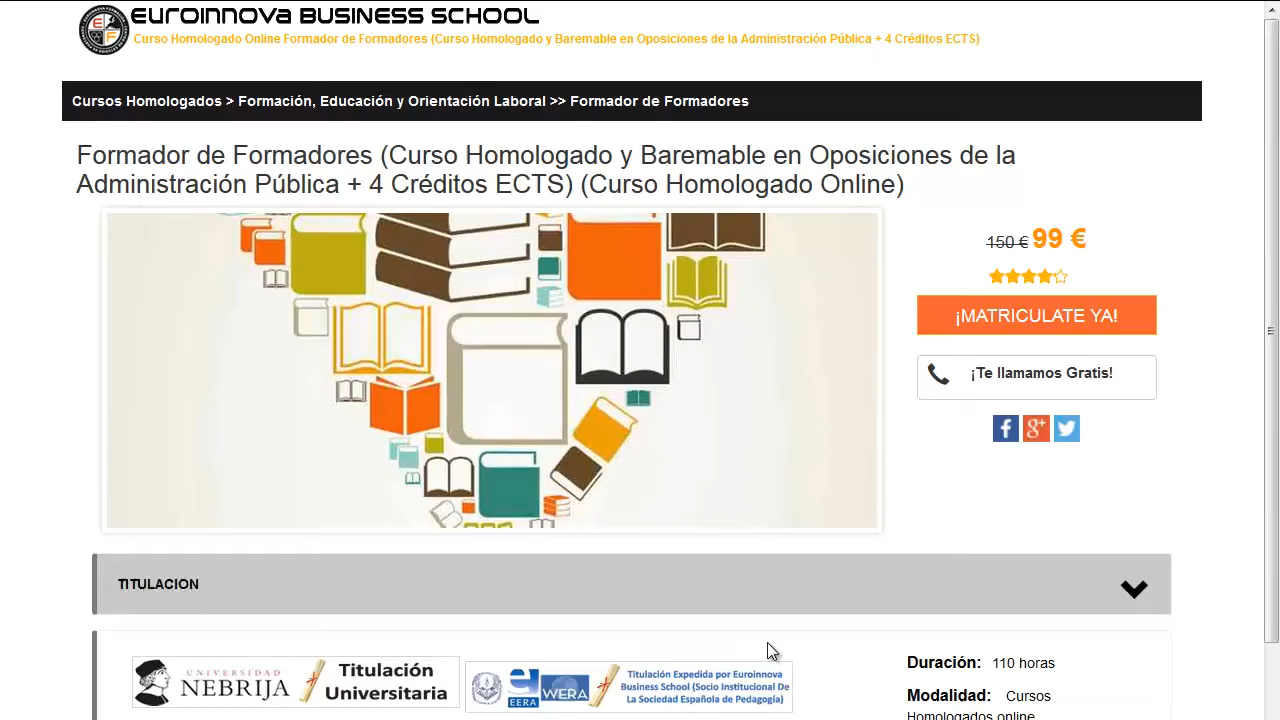 EUROINNOVA BUSINESS SCHOOL
Curso Homologado Online Formador de Formadores (Curso Homologado y Baremable en Oposiciones de la Administración Pública + 4 Créditos ECTS)
Cursos Homologados > Formación, Educación y Orientación Laboral >> Formador de Formadores
Formador de Formadores (Curso Homologado y Baremable en Oposiciones de la
Administración Pública + 4 Créditos ECTS) (Curso Homologado Online)
150 € 99 €
¡MATRICULATE YA!
¡Te llamamos Gratis!
TITULACION
UNIVERSIDAD
NEBRIJA
Titulación
Universitaria
EERA
WERA
Titulación Expedida por Euroinnova
Business School (Socio Institucional De
La Sociedad Española de Pedagogía)
Duración: 110 horas
Modalidad: Cursos
Homologados online